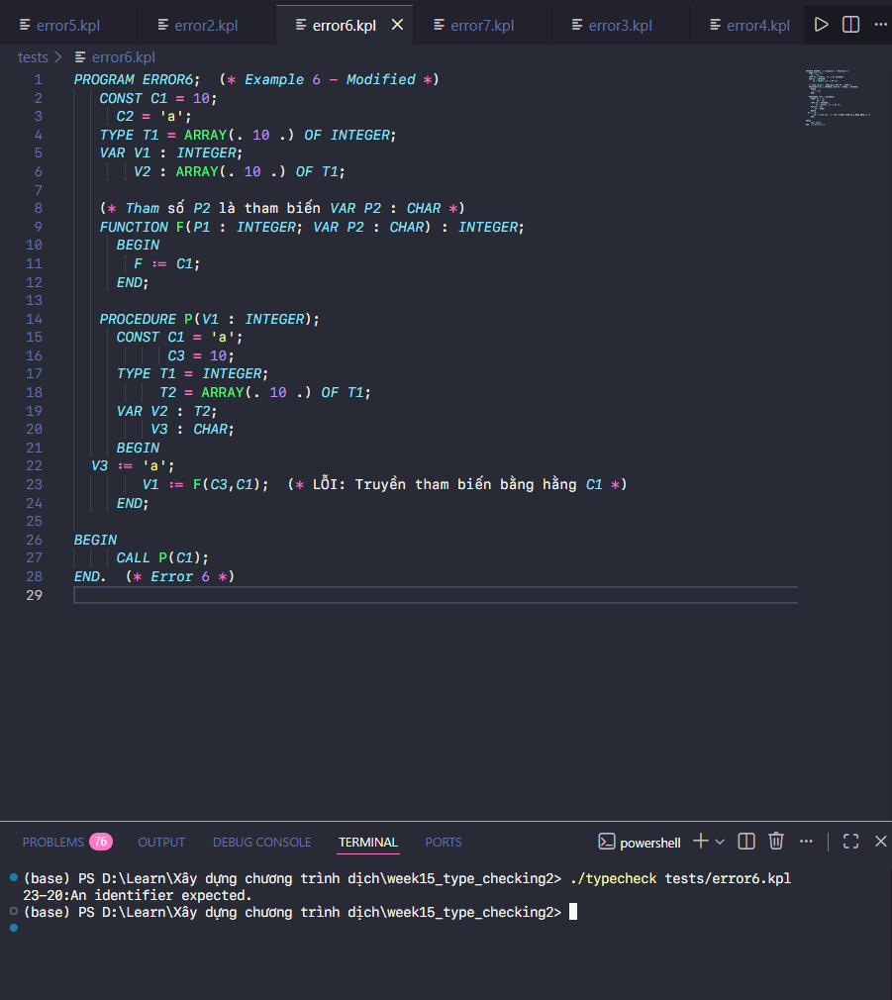 error5.kpl error2.kpl error6.kpl error7.kpl error3.kpl error4.kpl
tests > error6.kpl
1 PROGRAM ERROR6; (* Example 6 - Modified *)
2 CONST C1 = 10;
3 C2 = 'a';
4 TYPE T1 = ARRAY(. 10 .) OF INTEGER;
5 VAR V1 : INTEGER;
6 V2 : ARRAY(. 10 .) OF T1;
7
8 (* Tham số P2 là tham biến VAR P2 : CHAR *)
9 FUNCTION F(P1 : INTEGER; VAR P2 : CHAR) : INTEGER;
10 BEGIN
11 F := C1;
12 END;
13
14 PROCEDURE P(V1 : INTEGER);
15 CONST C1 = 'a';
16 C3 = 10;
17 TYPE T1 = INTEGER;
18 T2 = ARRAY(. 10 .) OF T1;
19 VAR V2 : T2;
20 V3 : CHAR;
21 BEGIN
22 V3 := 'a';
23 V1 := F(C3,C1); (* LỖI: Truyền tham biến bằng hằng C1 *)
24 END;
25
26 BEGIN
27 CALL P(C1);
28 END. (* Error 6 *)
29
PROBLEMS 76 OUTPUT DEBUG CONSOLE TERMINAL PORTS powershell
(base) PS D:\Learn\Xây dựng chương trình dịch\week15_type_checking2> ./typecheck tests/error6.kpl
23-20:An identifier expected.
(base) PS D:\Learn\Xây dựng chương trình dịch\week15_type_checking2>